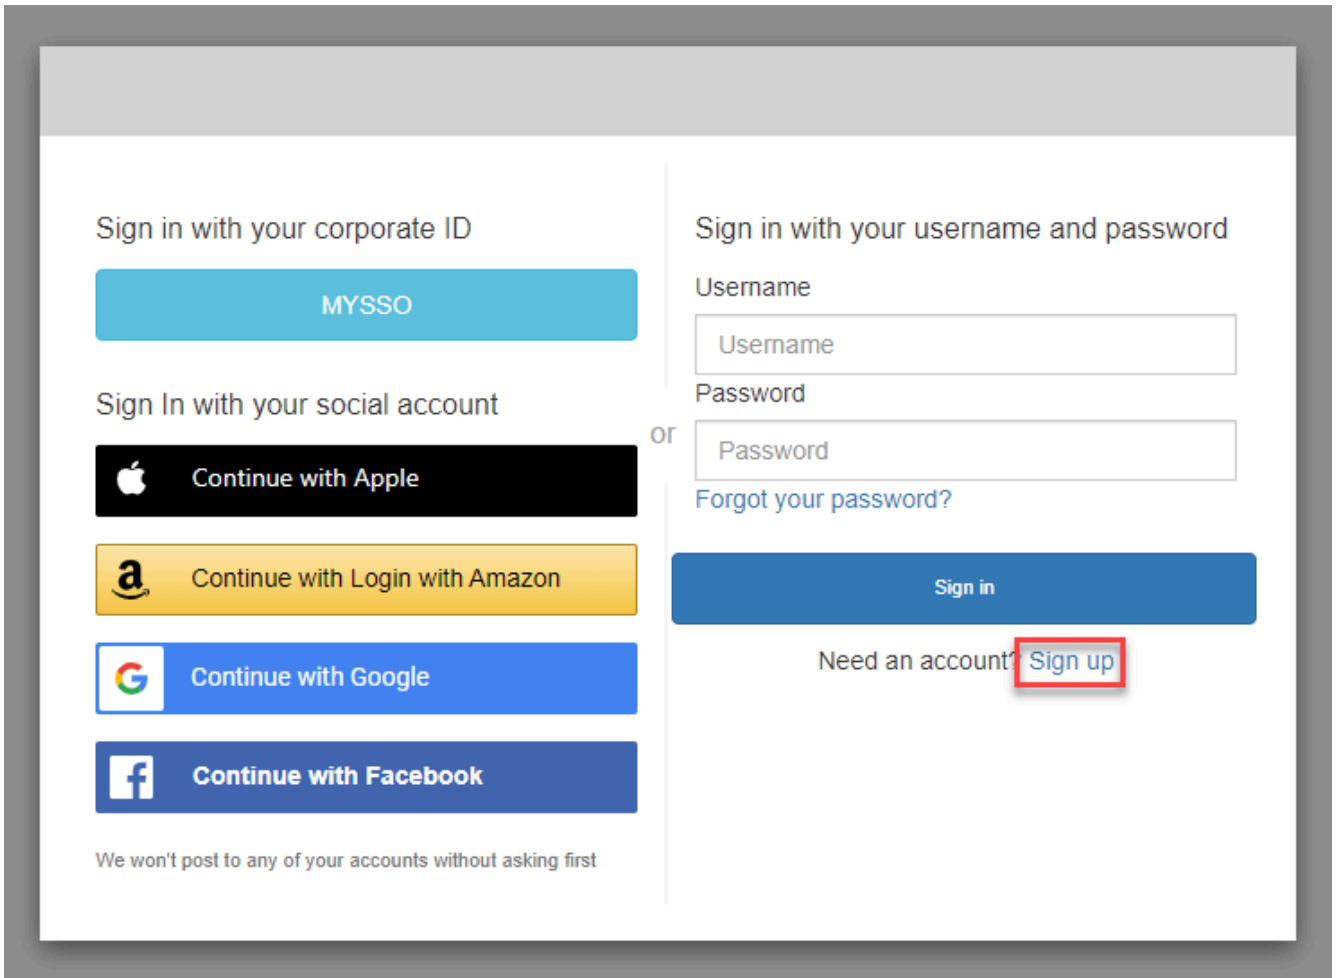 Sign in with your corporate ID
MYSSO
Sign In with your social account
Continue with Apple
Continue with Login with Amazon
Continue with Google
Continue with Facebook
We won't post to any of your accounts without asking first
or
Sign in with your username and password
Username
Username
Password
Password
Forgot your password?
Sign in
Need an account? Sign up